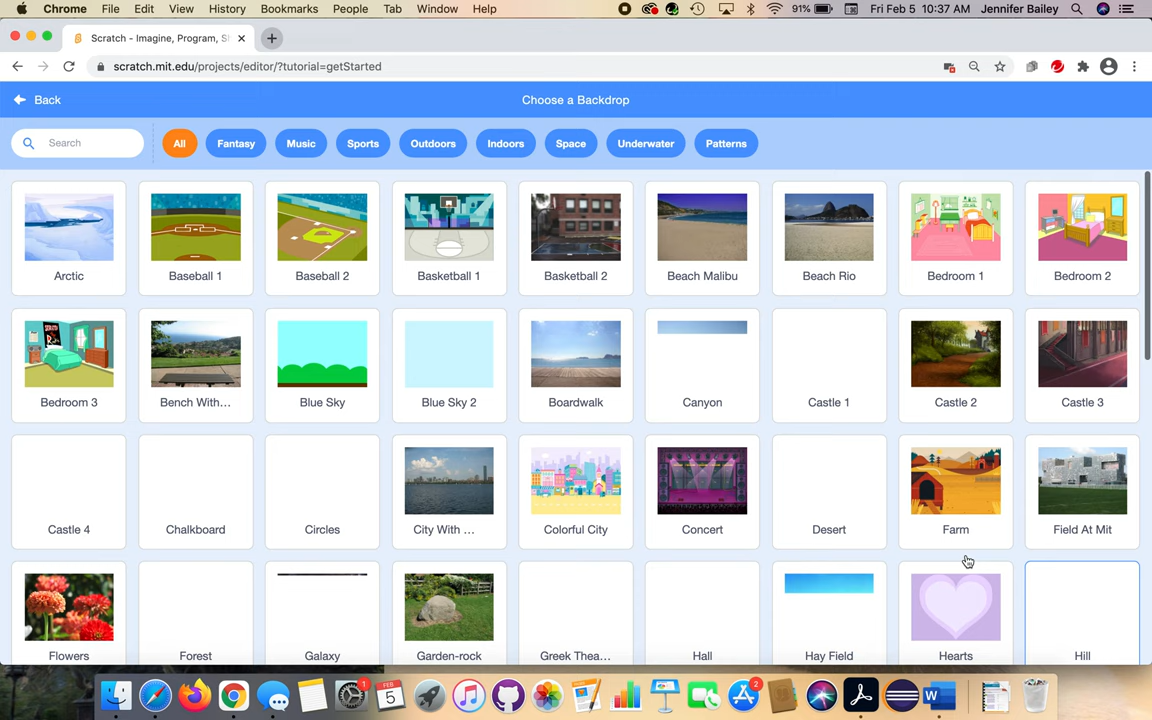 Chrome File Edit View History Bookmarks People Tab Window Help 91% Fri Feb 5 10:37 AM Jennifer Bailey
Scratch - Imagine, Program, S
scratch.mit.edu/projects/editor/?tutorial=getStarted
Back Choose a Backdrop
Search All Fantasy Music Sports Outdoors Indoors Space Underwater Patterns
Arctic Baseball 1 Baseball 2 Basketball 1 Basketball 2 Beach Malibu Beach Rio Bedroom 1 Bedroom 2
Bedroom 3 Bench With... Blue Sky Blue Sky 2 Boardwalk Canyon Castle 1 Castle 2 Castle 3
Castle 4 Chalkboard Circles City With ... Colorful City Concert Desert Farm Field At Mit
Flowers Forest Galaxy Garden-rock Greek Thea... Hall Hay Field Hearts Hill
1 FEB 5 2 W